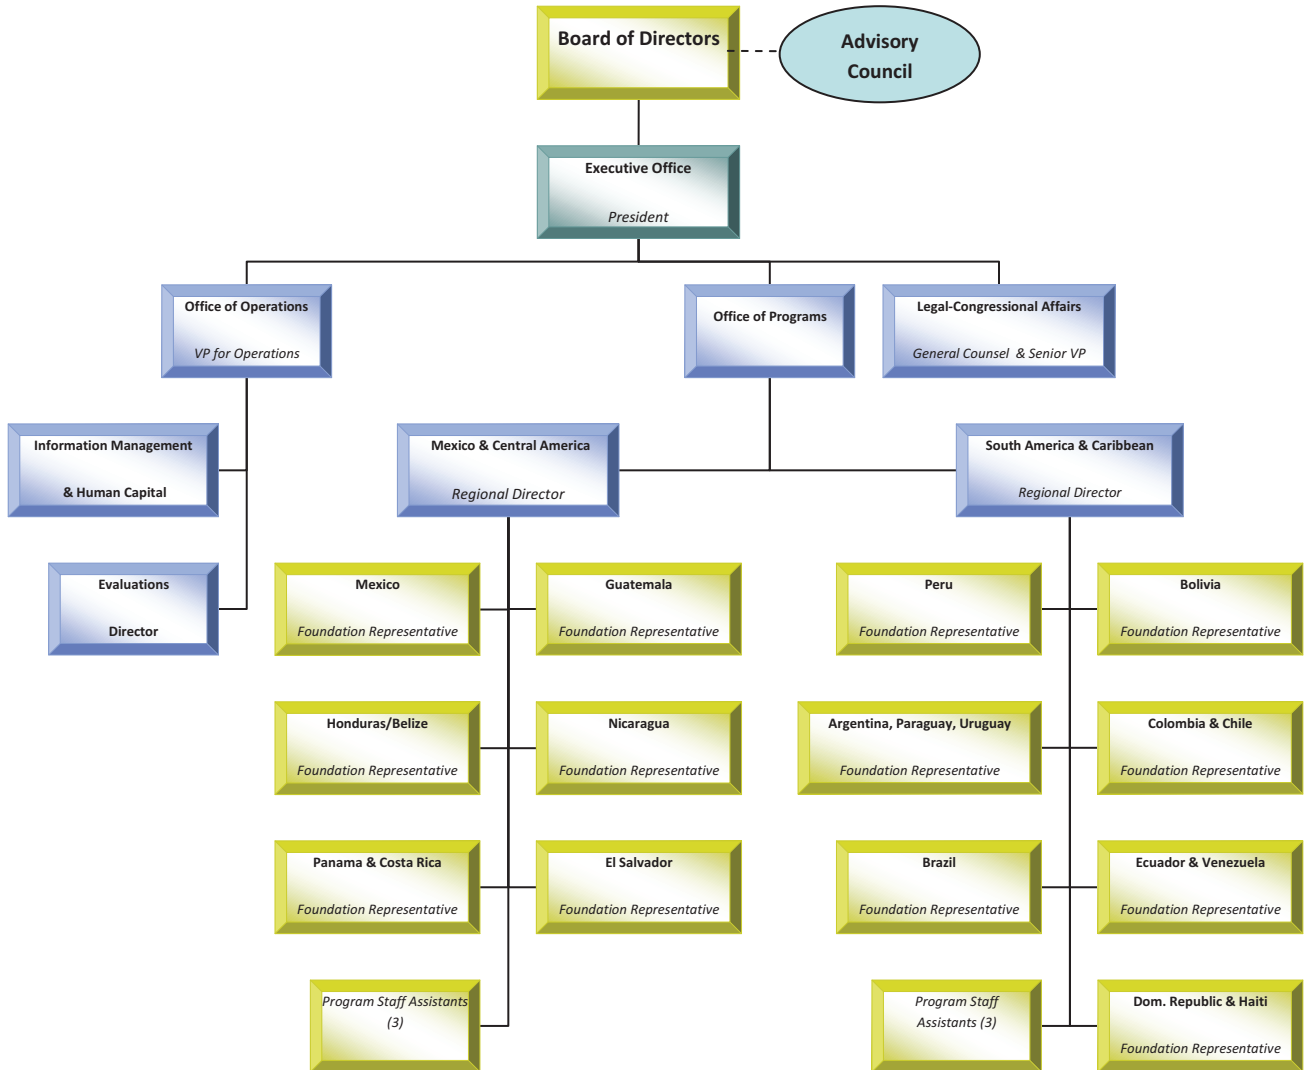 Board of Directors
Advisory
Council
Executive Office
President
Office of Operations
VP for Operations
Office of Programs
Legal-Congressional Affairs
General Counsel & Senior VP
Information Management
& Human Capital
Mexico & Central America
Regional Director
South America & Caribbean
Regional Director
Evaluations
Director
Mexico
Foundation Representative
Guatemala
Foundation Representative
Peru
Foundation Representative
Bolivia
Foundation Representative
Honduras/Belize
Foundation Representative
Nicaragua
Foundation Representative
Argentina, Paraguay, Uruguay
Foundation Representative
Colombia & Chile
Foundation Representative
Panama & Costa Rica
Foundation Representative
El Salvador
Foundation Representative
Brazil
Foundation Representative
Ecuador & Venezuela
Foundation Representative
Program Staff Assistants
(3)
Program Staff
Assistants (3)
Dom. Republic & Haiti
Foundation Representative